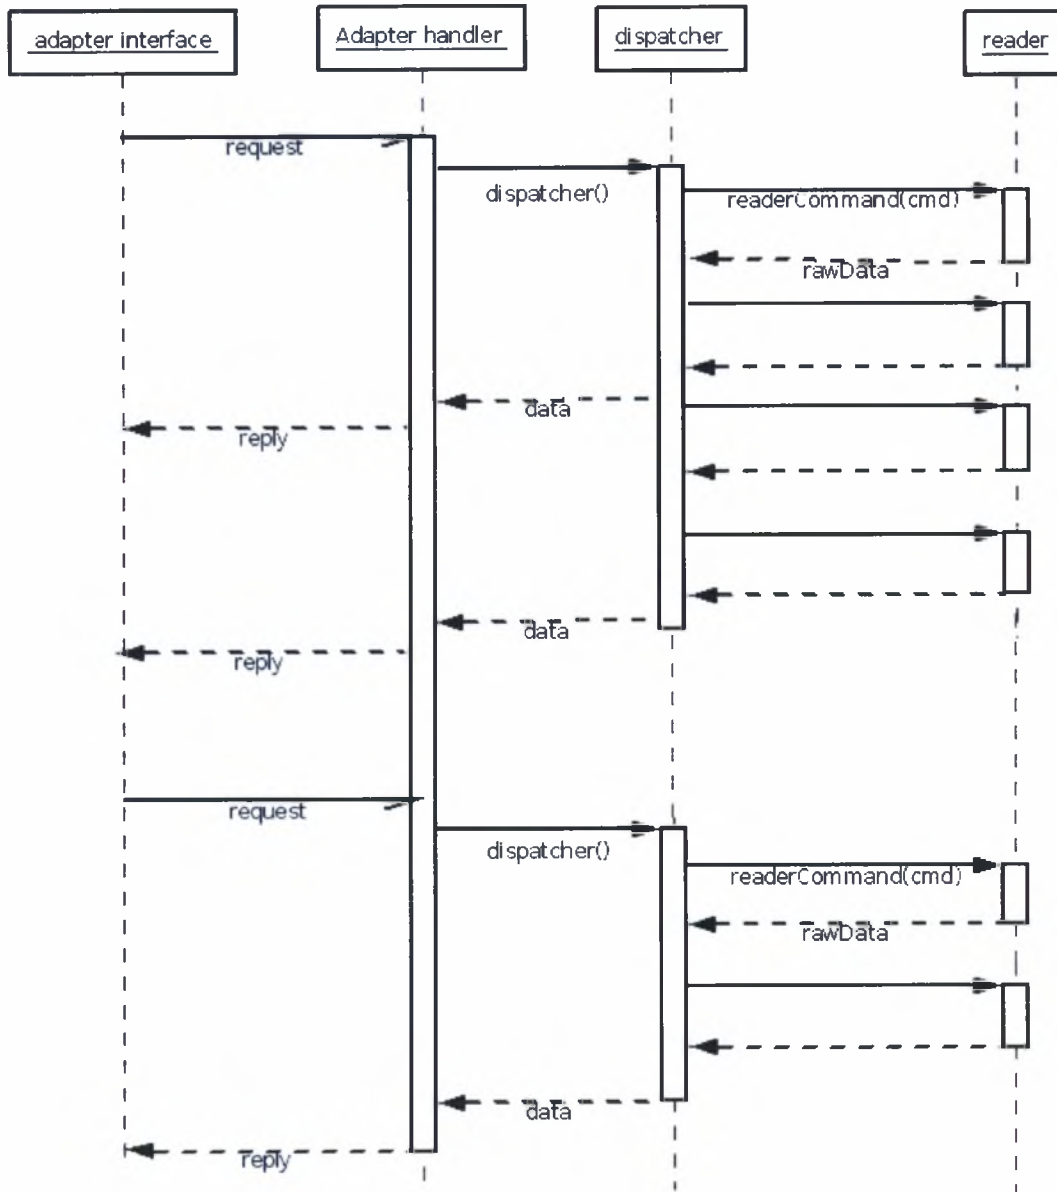 adapter interface
Adapter handler
dispatcher
reader
request
dispatcher()
readerCommand(cmd)
rawData
data
reply
data
reply
request
dispatcher()
readerCommand(cmd)
rawData
data
reply